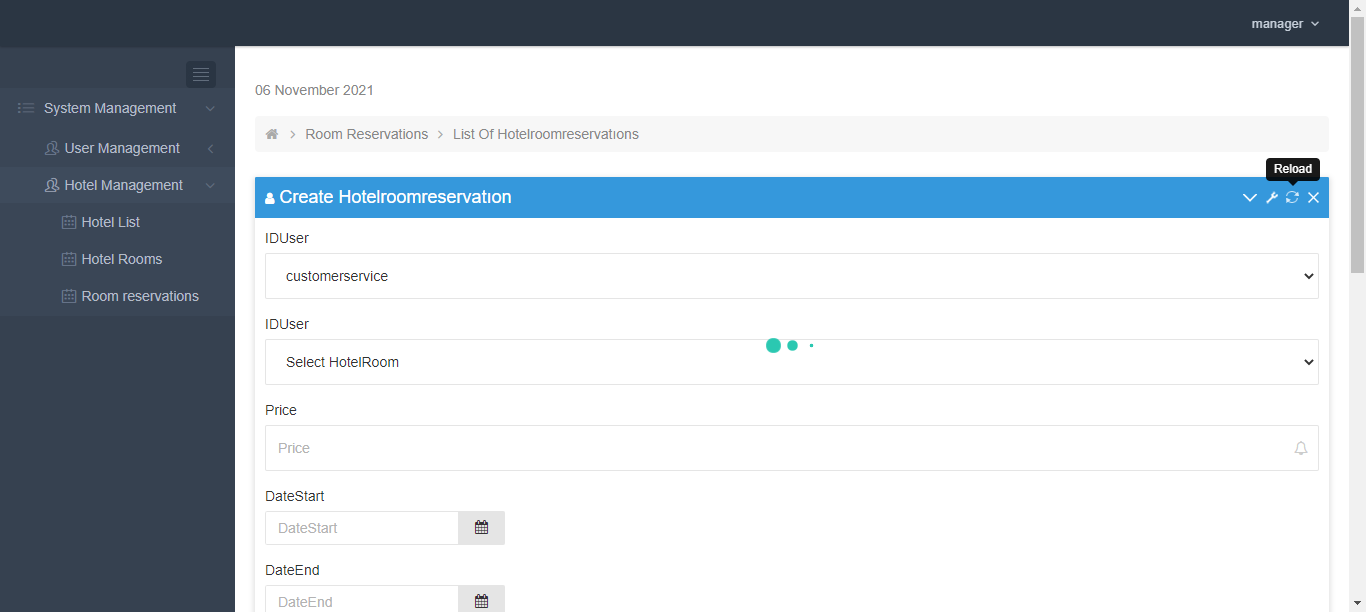 manager
System Management
User Management
Hotel Management
Hotel List
Hotel Rooms
Room reservations
06 November 2021
Room Reservations > List Of Hotelroomreservatıons
Reload
Create Hotelroomreservatıon
IDUser
customerservice
IDUser
Select HotelRoom
Price
Price
DateStart
DateStart
DateEnd
DateEnd